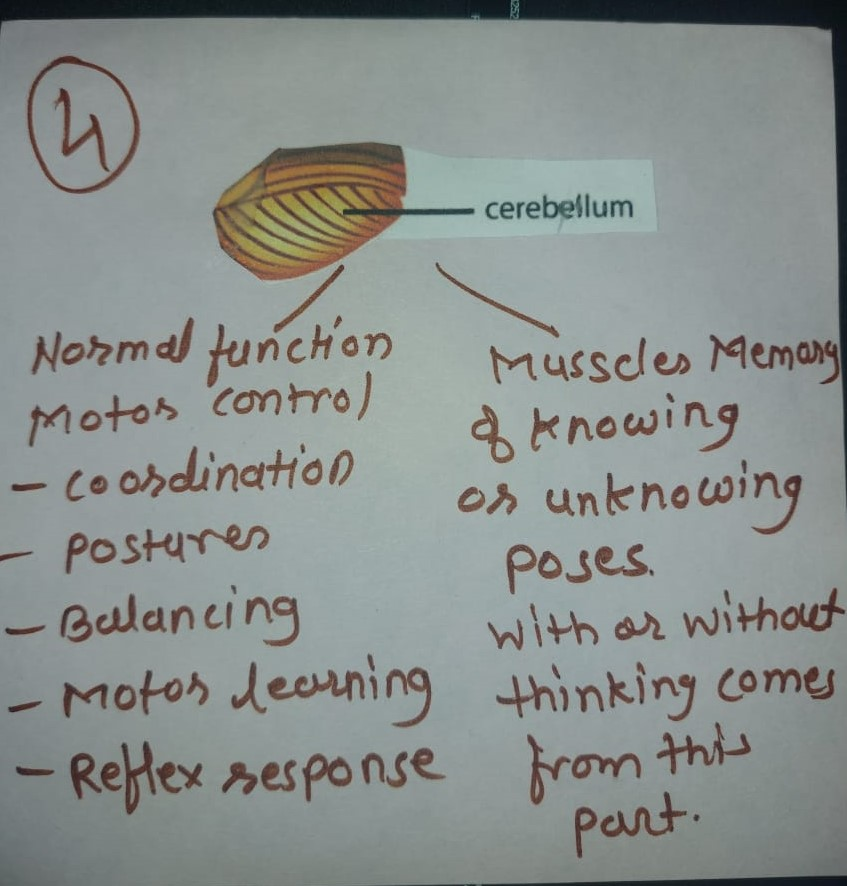 4
cerebellum
Normal function
Motor control
- coordination
- postures
- Balancing
- Motor learning
- Reflex response
Musscles Memory
of knowing
or unknowing
poses.
with or without
thinking comes
from this
part.